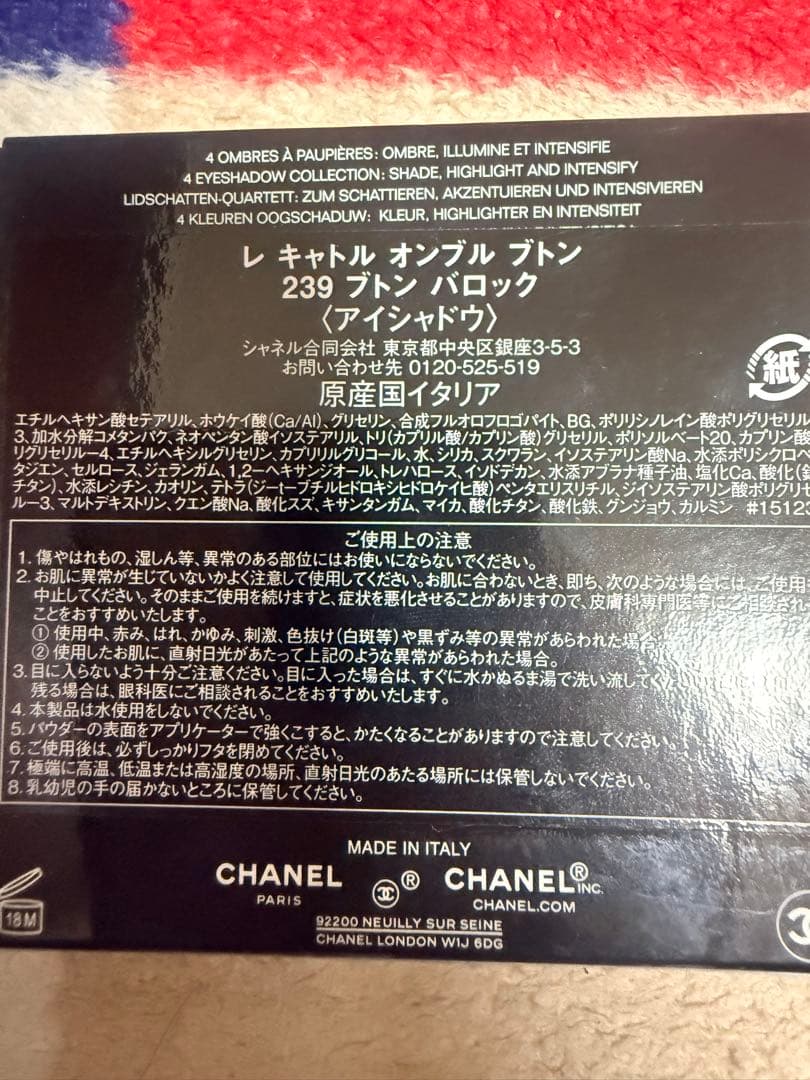 4 OMBRES À PAUPIÈRES: OMBRE, ILLUMINE ET INTENSIFIE
4 EYESHADOW COLLECTION: SHADE, HIGHLIGHT AND INTENSIFY
LIDSCHATTEN-QUARTETT: ZUM SCHATTIEREN, AKZENTUIEREN UND INTENSIVIEREN
4 KLEUREN OOGSCHADUW: KLEUR, HIGHLIGHTER EN INTENSITEIT
レ キャトル オンブル ブトン
239 ブトン バロック
〈アイシャドウ〉
シャネル合同会社 東京都中央区銀座3-5-3
お問い合わせ先 0120-525-519
原産国イタリア
紙
エチルヘキサン酸セテアリル、ホウケイ酸(Ca/Al)、グリセリン、合成フルオロフロゴパイト、BG、ポリリシノレイン酸ポリグリセリル
3、加水分解コメタンパク、ネオペンタン酸イソステアリル、トリ(カプリル酸/カプリン酸)グリセリル、ポリソルベート20、カプリン酸
リグリセリル-4、エチルヘキシルグリセリン、カプリリルグリコール、水、シリカ、スクワラン、イソステアリン酸Na、水添ポリシクロペ
タジエン、セルロース、ジェランガム、1,2-ヘキサンジオール、トレハロース、イソドデカン、水添アブラナ種子油、塩化Ca、酸化(
チタン)、水添レシチン、カオリン、テトラ(ジ-t-ブチルヒドロキシヒドロケイヒ酸)ペンタエリスリチル、ジイソステアリン酸ポリグリ
ル-3、マルトデキストリン、クエン酸Na、酸化スズ、キサンタンガム、マイカ、酸化チタン、酸化鉄、グンジョウ、カルミン #15123
ご使用上の注意
1. 傷やはれもの、湿しん等、異常のある部位にはお使いにならないでください。
2. お肌に異常が生じていないかよく注意して使用してください。お肌に合わないとき、即ち、次のような場合には、ご使用
中止してください。そのままご使用を続けますと、症状を悪化させることがありますので、皮膚科専門医等にご相談され
ことをおすすめいたします。
① 使用中、赤み、はれ、かゆみ、刺激、色抜け(白斑等)や黒ずみ等の異常があらわれた場合
② 使用したお肌に、直射日光があたって上記のような異常があらわれた場合。
3. 目に入らないよう十分ご注意ください。目に入った場合は、すぐに水かぬるま湯で洗い流してく
残る場合は、眼科医にご相談されることをおすすめいたします。
4. 本製品は水使用をしないでください。
5. パウダーの表面をアプリケーターで強くこすると、かたくなることがありますので注意してください。
6. ご使用後は、必ずしっかりフタを閉めてください。
7. 極端に高温、低温または高湿度の場所、直射日光のあたる場所には保管しないでください。
8. 乳幼児の手の届かないところに保管してください。
MADE IN ITALY
CHANEL
PARIS
®
CHANEL® INC.
CHANEL.COM
92200 NEUILLY SUR SEINE
CHANEL LONDON W1J 6DG
18M